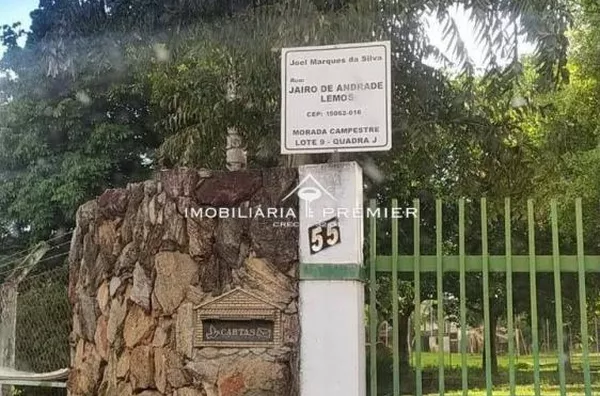 Joel Marques da Silva
Rua:
JAIRO DE ANDRADE
LEMOS
CEP: 15062-016
MORADA CAMPESTRE
LOTE 9 - QUADRA J
IMOBILIÁRIA PREMIER
55
CARTAS